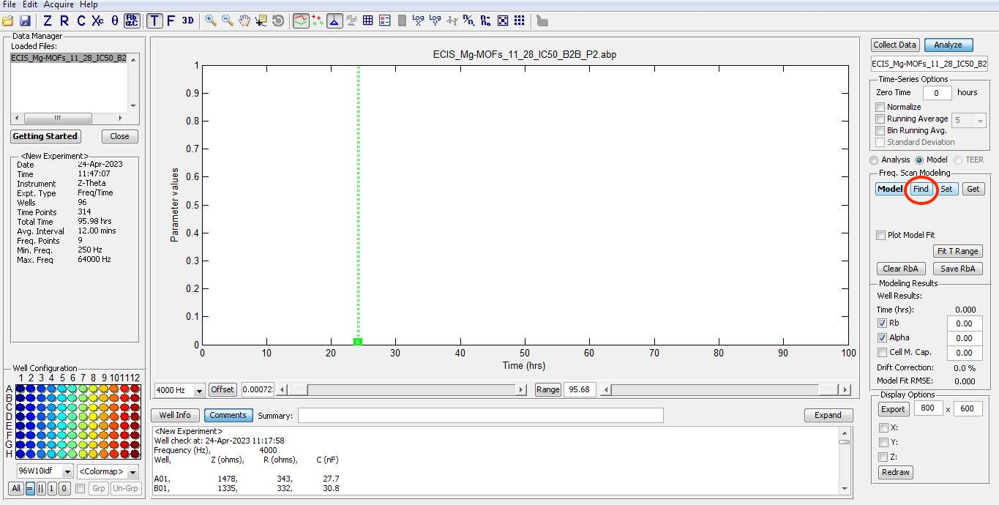 File Edit Acquire Help
Z R C Xc θ Rb αC T F 3D
Data Manager
Loaded Files:
ECIS_Mg-MOFs_11_28_IC50_B2
Getting Started Close
<New Experiment>
Date 24-Apr-2023
Time 11:47:07
Instrument Z-Theta
Expt. Type Freq/Time
Wells 96
Time Points 314
Total Time 95.98 hrs
Avg. Interval 12.00 mins
Freq. Points 9
Min. Freq. 250 Hz
Max. Freq 64000 Hz
Well Configuration
1 2 3 4 5 6 7 8 9 10 11 12
A
B
C
D
E
F
G
H
96W10idf <Colormap>
All = || 1 0 Grp Un-Grp
ECIS_Mg-MOFs_11_28_IC50_B2B_P2.abp
Parameter values
1
0.9
0.8
0.7
0.6
0.5
0.4
0.3
0.2
0.1
0
0 10 20 30 40 50 60 70 80 90 100
Time (hrs)
4000 Hz Offset 0.00072 Range 95.68
Well Info Comments Summary: Expand
<New Experiment>
Well check at: 24-Apr-2023 11:17:58
Frequency (Hz), 4000
Well, Z (ohms), R (ohms), C (nF)
A01, 1478, 343, 27.7
B01, 1335, 332, 30.8
Collect Data Analyze
ECIS_Mg-MOFs_11_28_IC50_B2
Time-Series Options
Zero Time 0 hours
Normalize
Running Average 5
Bin Running Avg.
Standard Deviation
Analysis Model TEER
Freq. Scan Modeling
Model Find Set Get
Plot Model Fit
Fit T Range
Clear RbA Save RbA
Modeling Results
Well Results:
Time (hrs): 0.000
Rb 0.00
Alpha 0.00
Cell M. Cap. 0.00
Drift Correction: 0.0 %
Model Fit RMSE: 0.000
Display Options
Export 800 x 600
X:
Y:
Z:
Redraw